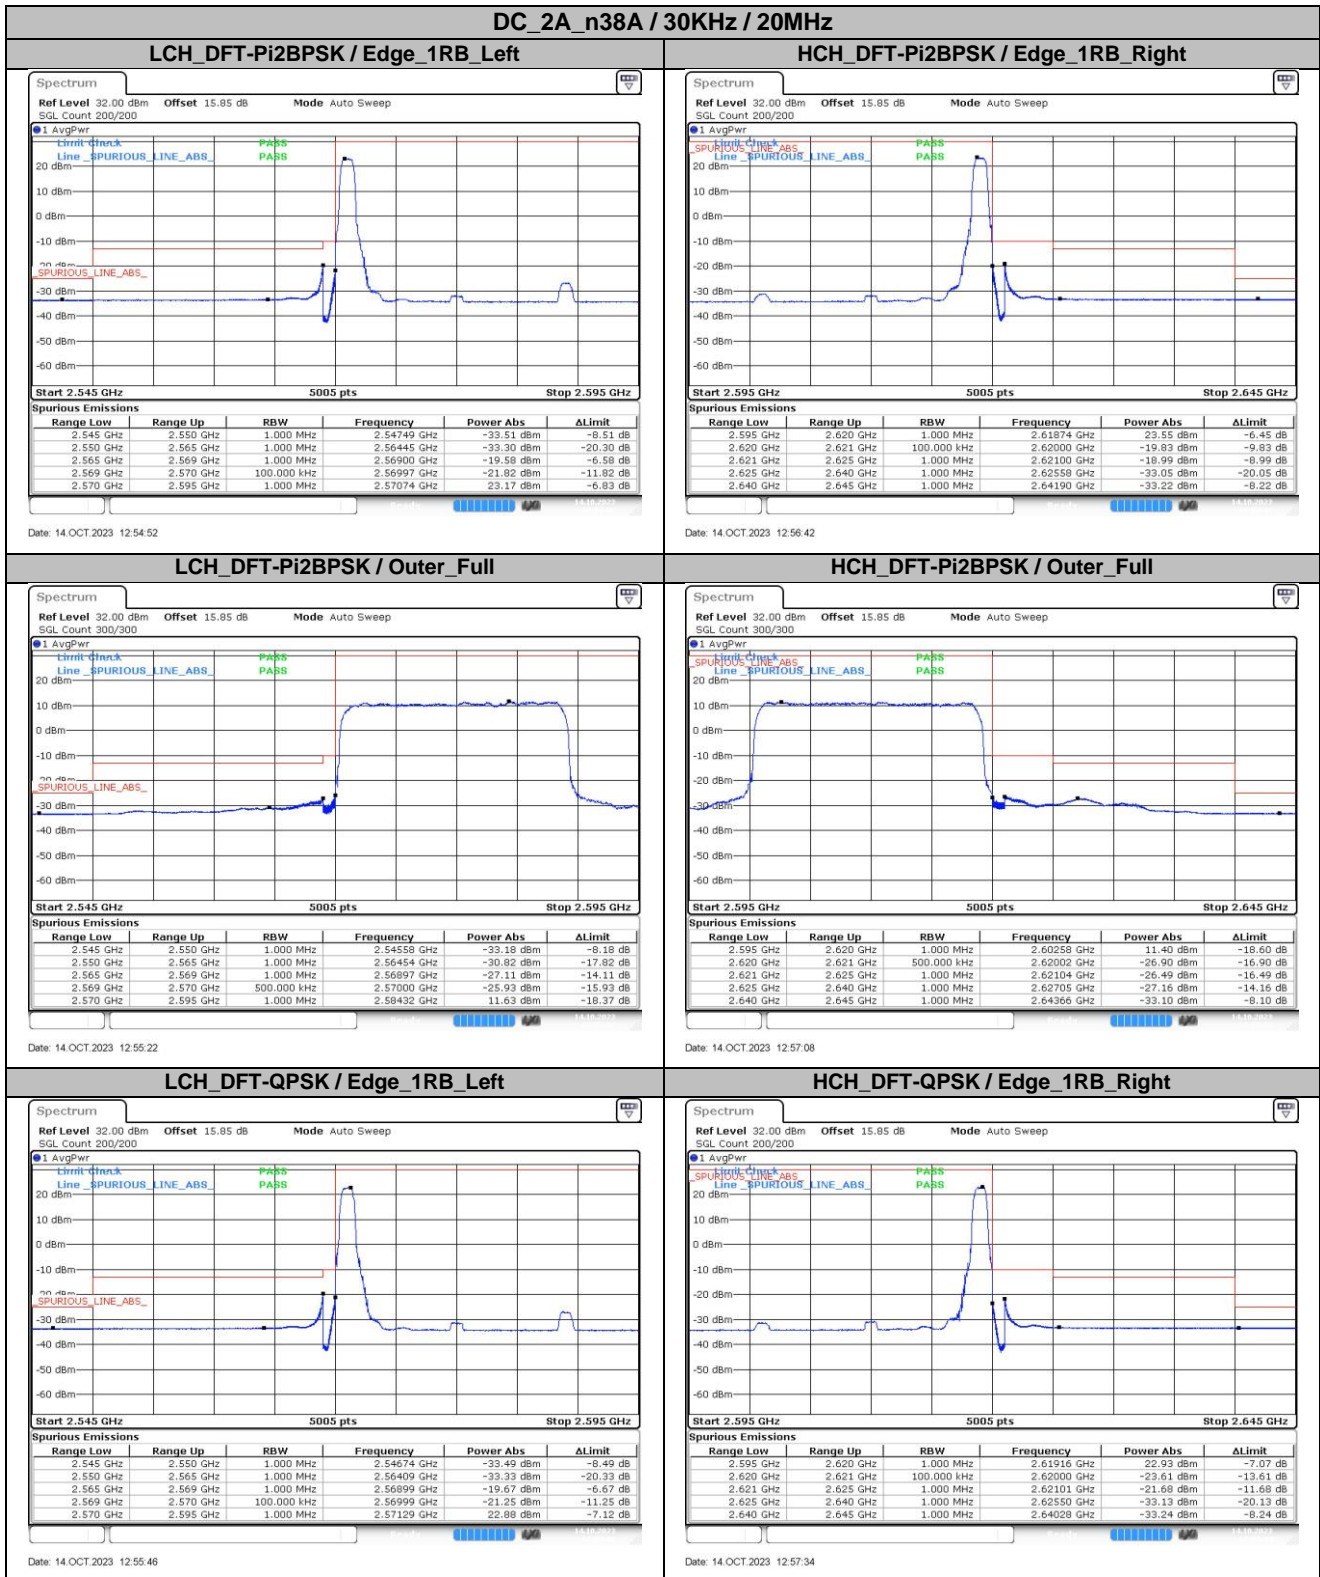 DC_2A_n38A / 30KHz / 20MHz
LCH_DFT-Pi2BPSK / Edge_1RB_Left
HCH_DFT-Pi2BPSK / Edge_1RB_Right
Spectrum
Ref Level 32.00 dBm Offset 15.85 dB Mode Auto Sweep
SGL Count 200/200
1 AvgPwr
Limit Check PASS
Line _SPURIOUS_LINE_ABS_ PASS
20 dBm
10 dBm
0 dBm
-10 dBm
-20 dBm
_SPURIOUS_LINE_ABS_
-30 dBm
-40 dBm
-50 dBm
-60 dBm
Start 2.545 GHz 5005 pts Stop 2.595 GHz
Spurious Emissions
Range Low Range Up RBW Frequency Power Abs ΔLimit
2.545 GHz 2.550 GHz 1.000 MHz 2.54749 GHz -33.51 dBm -8.51 dB
2.550 GHz 2.565 GHz 1.000 MHz 2.56445 GHz -33.30 dBm -20.30 dB
2.565 GHz 2.569 GHz 1.000 MHz 2.56900 GHz -19.58 dBm -6.58 dB
2.569 GHz 2.570 GHz 100.000 kHz 2.56997 GHz -21.82 dBm -11.82 dB
2.570 GHz 2.595 GHz 1.000 MHz 2.57074 GHz 23.17 dBm -6.83 dB
Date: 14.OCT.2023 12:54:52
Spectrum
Ref Level 32.00 dBm Offset 15.85 dB Mode Auto Sweep
SGL Count 200/200
1 AvgPwr
Limit Check PASS
_SPURIOUS_LINE_ABS_
Line _SPURIOUS_LINE_ABS_ PASS
20 dBm
10 dBm
0 dBm
-10 dBm
-20 dBm
-30 dBm
-40 dBm
-50 dBm
-60 dBm
Start 2.595 GHz 5005 pts Stop 2.645 GHz
Spurious Emissions
Range Low Range Up RBW Frequency Power Abs ΔLimit
2.595 GHz 2.620 GHz 1.000 MHz 2.61874 GHz 23.55 dBm -6.45 dB
2.620 GHz 2.621 GHz 100.000 kHz 2.62000 GHz -19.83 dBm -9.83 dB
2.621 GHz 2.625 GHz 1.000 MHz 2.62100 GHz -18.99 dBm -8.99 dB
2.625 GHz 2.640 GHz 1.000 MHz 2.62558 GHz -33.05 dBm -20.05 dB
2.640 GHz 2.645 GHz 1.000 MHz 2.64190 GHz -33.22 dBm -8.22 dB
Date: 14.OCT.2023 12:56:42
LCH_DFT-Pi2BPSK / Outer_Full
HCH_DFT-Pi2BPSK / Outer_Full
Spectrum
Ref Level 32.00 dBm Offset 15.85 dB Mode Auto Sweep
SGL Count 300/300
1 AvgPwr
Limit Check PASS
Line _SPURIOUS_LINE_ABS_ PASS
20 dBm
10 dBm
0 dBm
-10 dBm
-20 dBm
_SPURIOUS_LINE_ABS_
-30 dBm
-40 dBm
-50 dBm
-60 dBm
Start 2.545 GHz 5005 pts Stop 2.595 GHz
Spurious Emissions
Range Low Range Up RBW Frequency Power Abs ΔLimit
2.545 GHz 2.550 GHz 1.000 MHz 2.54558 GHz -33.18 dBm -8.18 dB
2.550 GHz 2.565 GHz 1.000 MHz 2.56454 GHz -30.82 dBm -17.82 dB
2.565 GHz 2.569 GHz 1.000 MHz 2.56897 GHz -27.11 dBm -14.11 dB
2.569 GHz 2.570 GHz 500.000 kHz 2.57000 GHz -25.93 dBm -15.93 dB
2.570 GHz 2.595 GHz 1.000 MHz 2.58432 GHz 11.63 dBm -18.37 dB
Date: 14.OCT.2023 12:55:22
Spectrum
Ref Level 32.00 dBm Offset 15.85 dB Mode Auto Sweep
SGL Count 300/300
1 AvgPwr
Limit Check PASS
_SPURIOUS_LINE_ABS_
Line _SPURIOUS_LINE_ABS_ PASS
20 dBm
10 dBm
0 dBm
-10 dBm
-20 dBm
-30 dBm
-40 dBm
-50 dBm
-60 dBm
Start 2.595 GHz 5005 pts Stop 2.645 GHz
Spurious Emissions
Range Low Range Up RBW Frequency Power Abs ΔLimit
2.595 GHz 2.620 GHz 1.000 MHz 2.60258 GHz 11.40 dBm -18.60 dB
2.620 GHz 2.621 GHz 500.000 kHz 2.62002 GHz -26.90 dBm -16.90 dB
2.621 GHz 2.625 GHz 1.000 MHz 2.62104 GHz -26.49 dBm -16.49 dB
2.625 GHz 2.640 GHz 1.000 MHz 2.62705 GHz -27.16 dBm -14.16 dB
2.640 GHz 2.645 GHz 1.000 MHz 2.64366 GHz -33.10 dBm -8.10 dB
Date: 14.OCT.2023 12:57:08
LCH_DFT-QPSK / Edge_1RB_Left
HCH_DFT-QPSK / Edge_1RB_Right
Spectrum
Ref Level 32.00 dBm Offset 15.85 dB Mode Auto Sweep
SGL Count 200/200
1 AvgPwr
Limit Check PASS
Line _SPURIOUS_LINE_ABS_ PASS
20 dBm
10 dBm
0 dBm
-10 dBm
-20 dBm
_SPURIOUS_LINE_ABS_
-30 dBm
-40 dBm
-50 dBm
-60 dBm
Start 2.545 GHz 5005 pts Stop 2.595 GHz
Spurious Emissions
Range Low Range Up RBW Frequency Power Abs ΔLimit
2.545 GHz 2.550 GHz 1.000 MHz 2.54674 GHz -33.49 dBm -8.49 dB
2.550 GHz 2.565 GHz 1.000 MHz 2.56409 GHz -33.33 dBm -20.33 dB
2.565 GHz 2.569 GHz 1.000 MHz 2.56899 GHz -19.67 dBm -6.67 dB
2.569 GHz 2.570 GHz 100.000 kHz 2.56999 GHz -21.25 dBm -11.25 dB
2.570 GHz 2.595 GHz 1.000 MHz 2.57129 GHz 22.88 dBm -7.12 dB
Date: 14.OCT.2023 12:55:46
Spectrum
Ref Level 32.00 dBm Offset 15.85 dB Mode Auto Sweep
SGL Count 200/200
1 AvgPwr
Limit Check PASS
_SPURIOUS_LINE_ABS_
Line _SPURIOUS_LINE_ABS_ PASS
20 dBm
10 dBm
0 dBm
-10 dBm
-20 dBm
-30 dBm
-40 dBm
-50 dBm
-60 dBm
Start 2.595 GHz 5005 pts Stop 2.645 GHz
Spurious Emissions
Range Low Range Up RBW Frequency Power Abs ΔLimit
2.595 GHz 2.620 GHz 1.000 MHz 2.61916 GHz 22.93 dBm -7.07 dB
2.620 GHz 2.621 GHz 100.000 kHz 2.62000 GHz -23.61 dBm -13.61 dB
2.621 GHz 2.625 GHz 1.000 MHz 2.62101 GHz -21.68 dBm -11.68 dB
2.625 GHz 2.640 GHz 1.000 MHz 2.62550 GHz -33.13 dBm -20.13 dB
2.640 GHz 2.645 GHz 1.000 MHz 2.64028 GHz -33.24 dBm -8.24 dB
Date: 14.OCT.2023 12:57:34